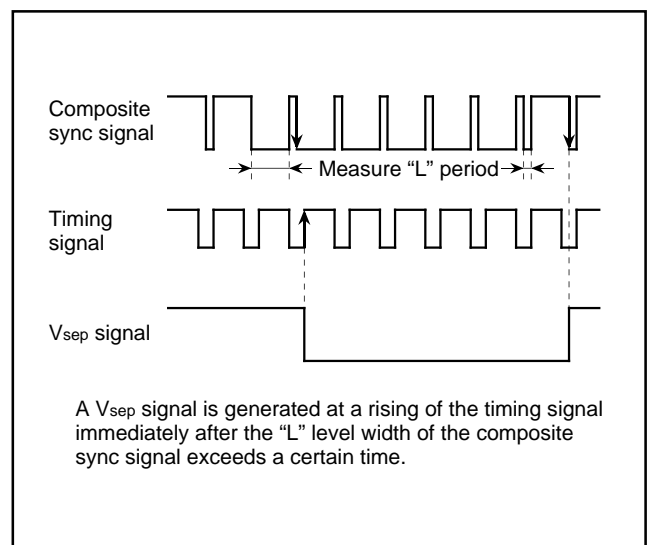 Composite
sync signal
Measure “L” period
Timing
signal
Vsep signal
A Vsep signal is generated at a rising of the timing signal
immediately after the “L” level width of the composite
sync signal exceeds a certain time.